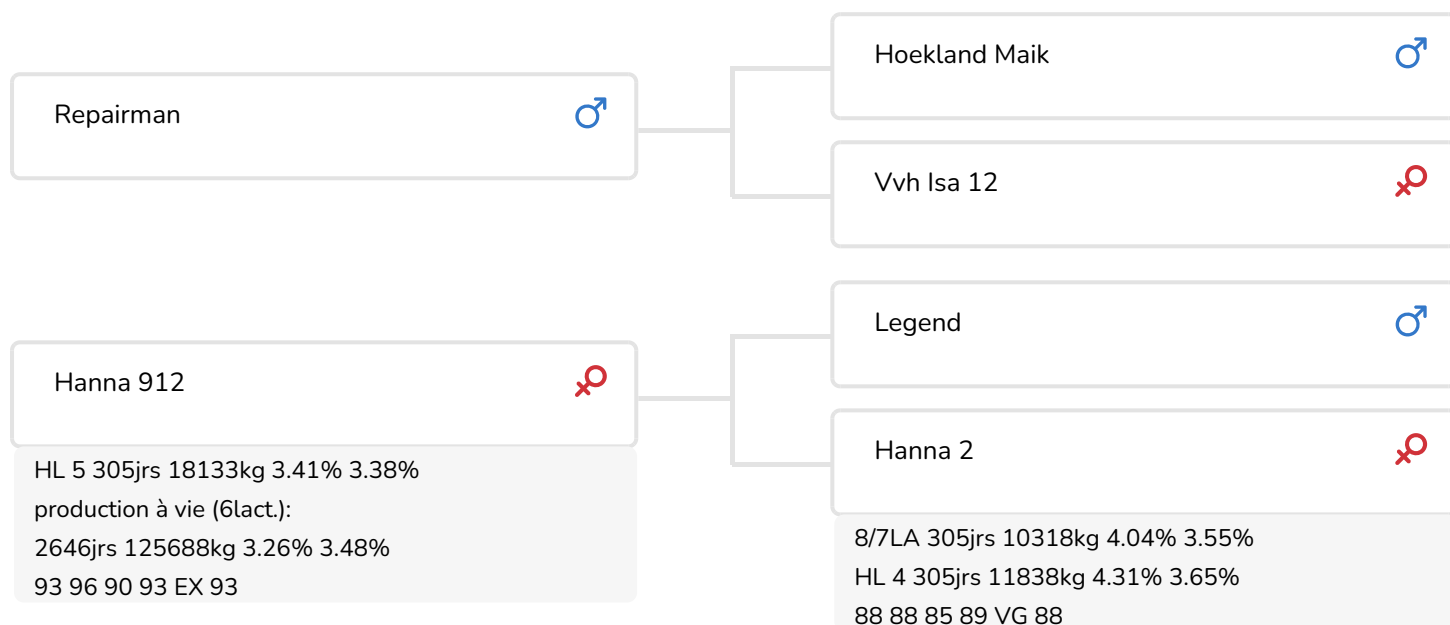 Repairman
Hoekland Maik
Vvh Isa 12
Hanna 912
HL 5 305jrs 18133kg 3.41% 3.38%
production à vie (6lact.):
2646jrs 125688kg 3.26% 3.48%
93 96 90 93 EX 93
Legend
Hanna 2
8/7LA 305jrs 10318kg 4.04% 3.55%
HL 4 305jrs 11838kg 4.31% 3.65%
88 88 85 89 VG 88